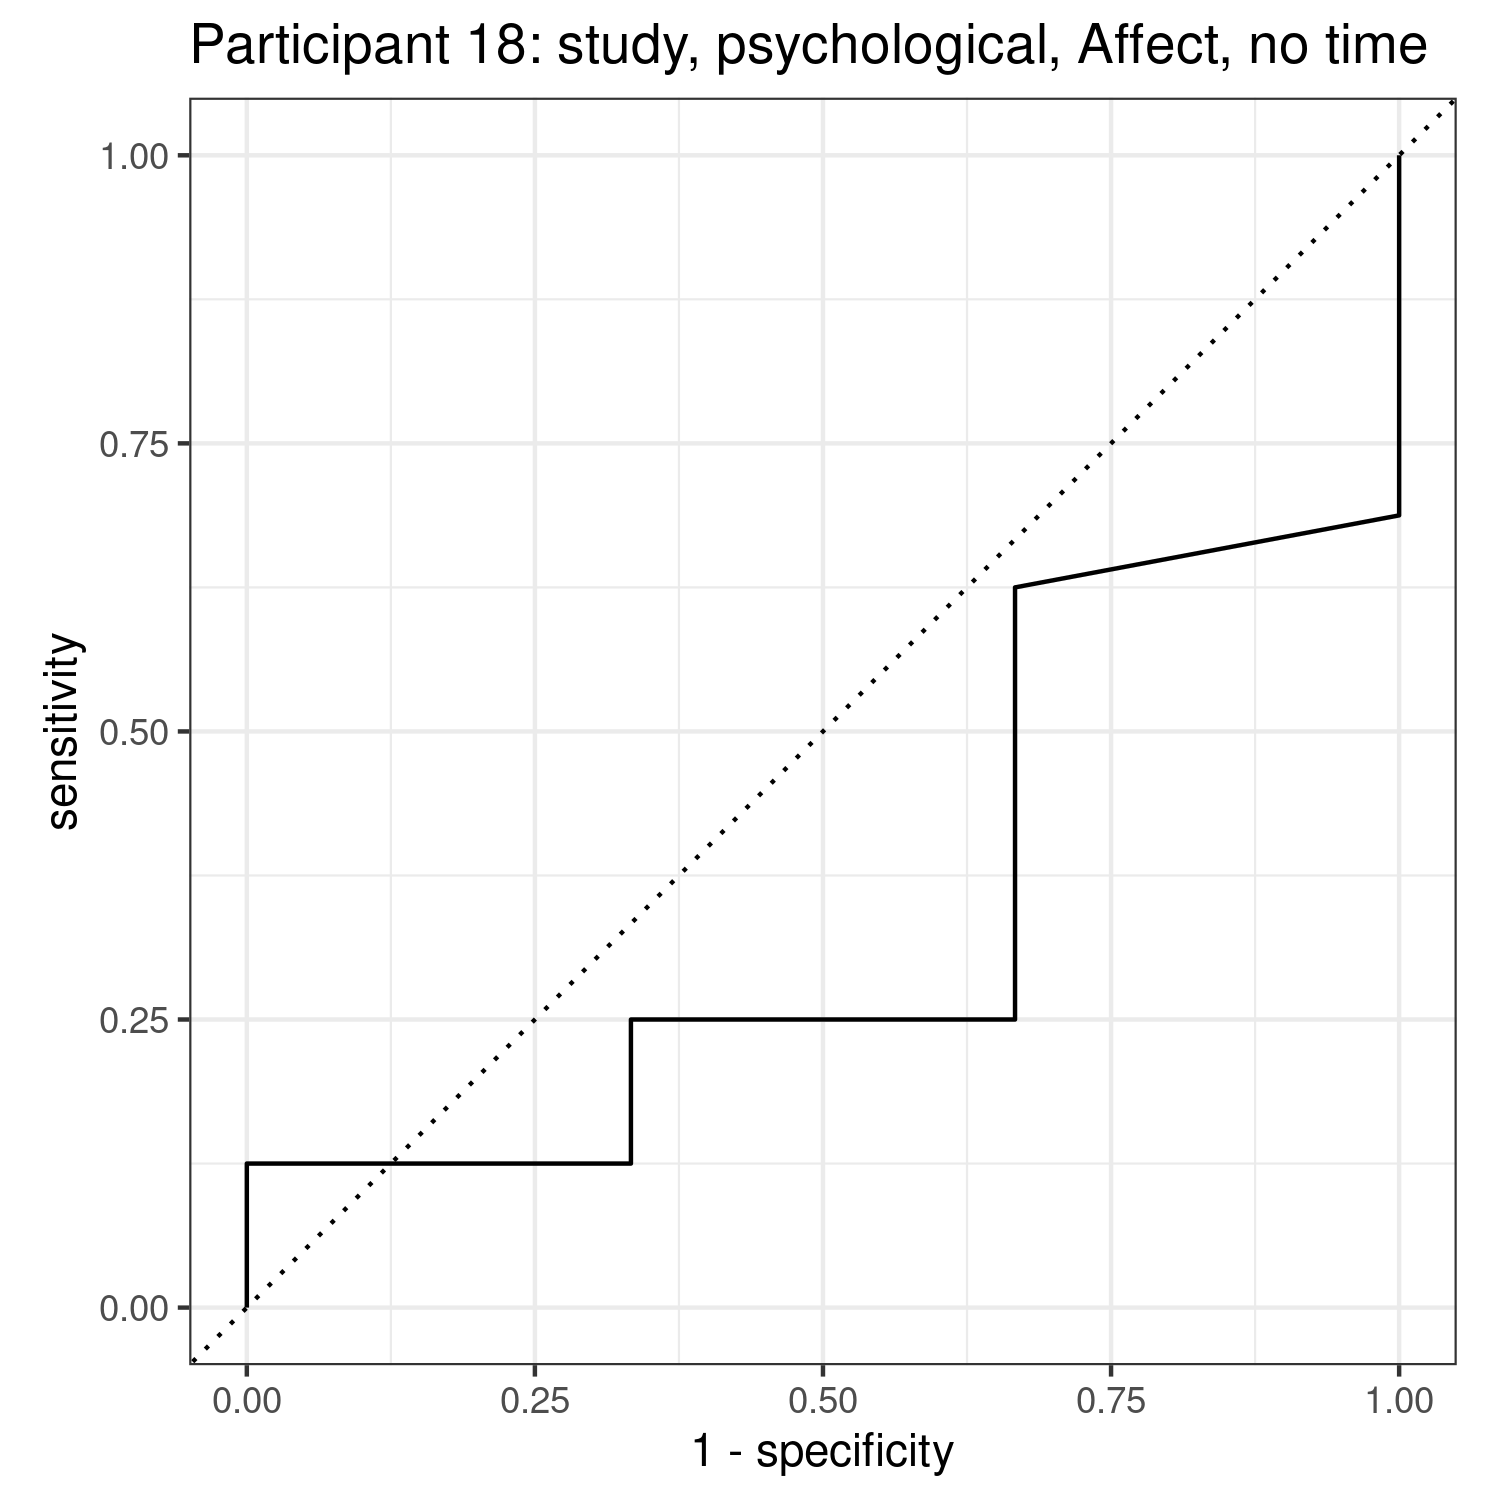 Participant 18: study, psychological, Affect, no time
1.00
0.75
0.50
0.25
0.00
sensitivity
0.00 0.25 0.50 0.75 1.00
1 - specificity